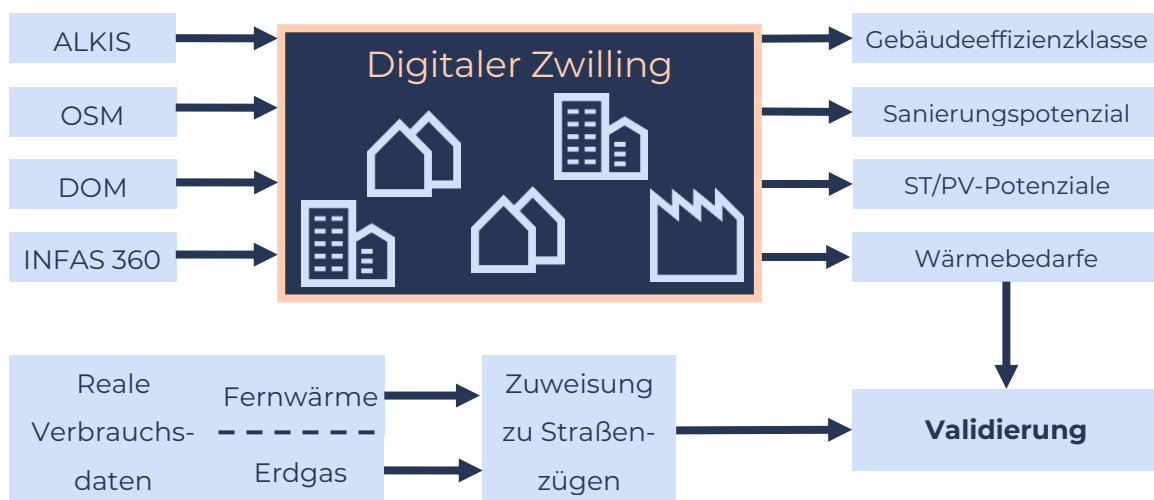 ALKIS
OSM
DOM
INFAS 360
Digitaler Zwilling
Gebäudeeffizienzklasse
Sanierungspotenzial
ST/PV-Potenziale
Wärmebedarfe
Reale
Verbrauchs-
daten
Fernwärme
Erdgas
Zuweisung
zu Straßen-
zügen
Validierung